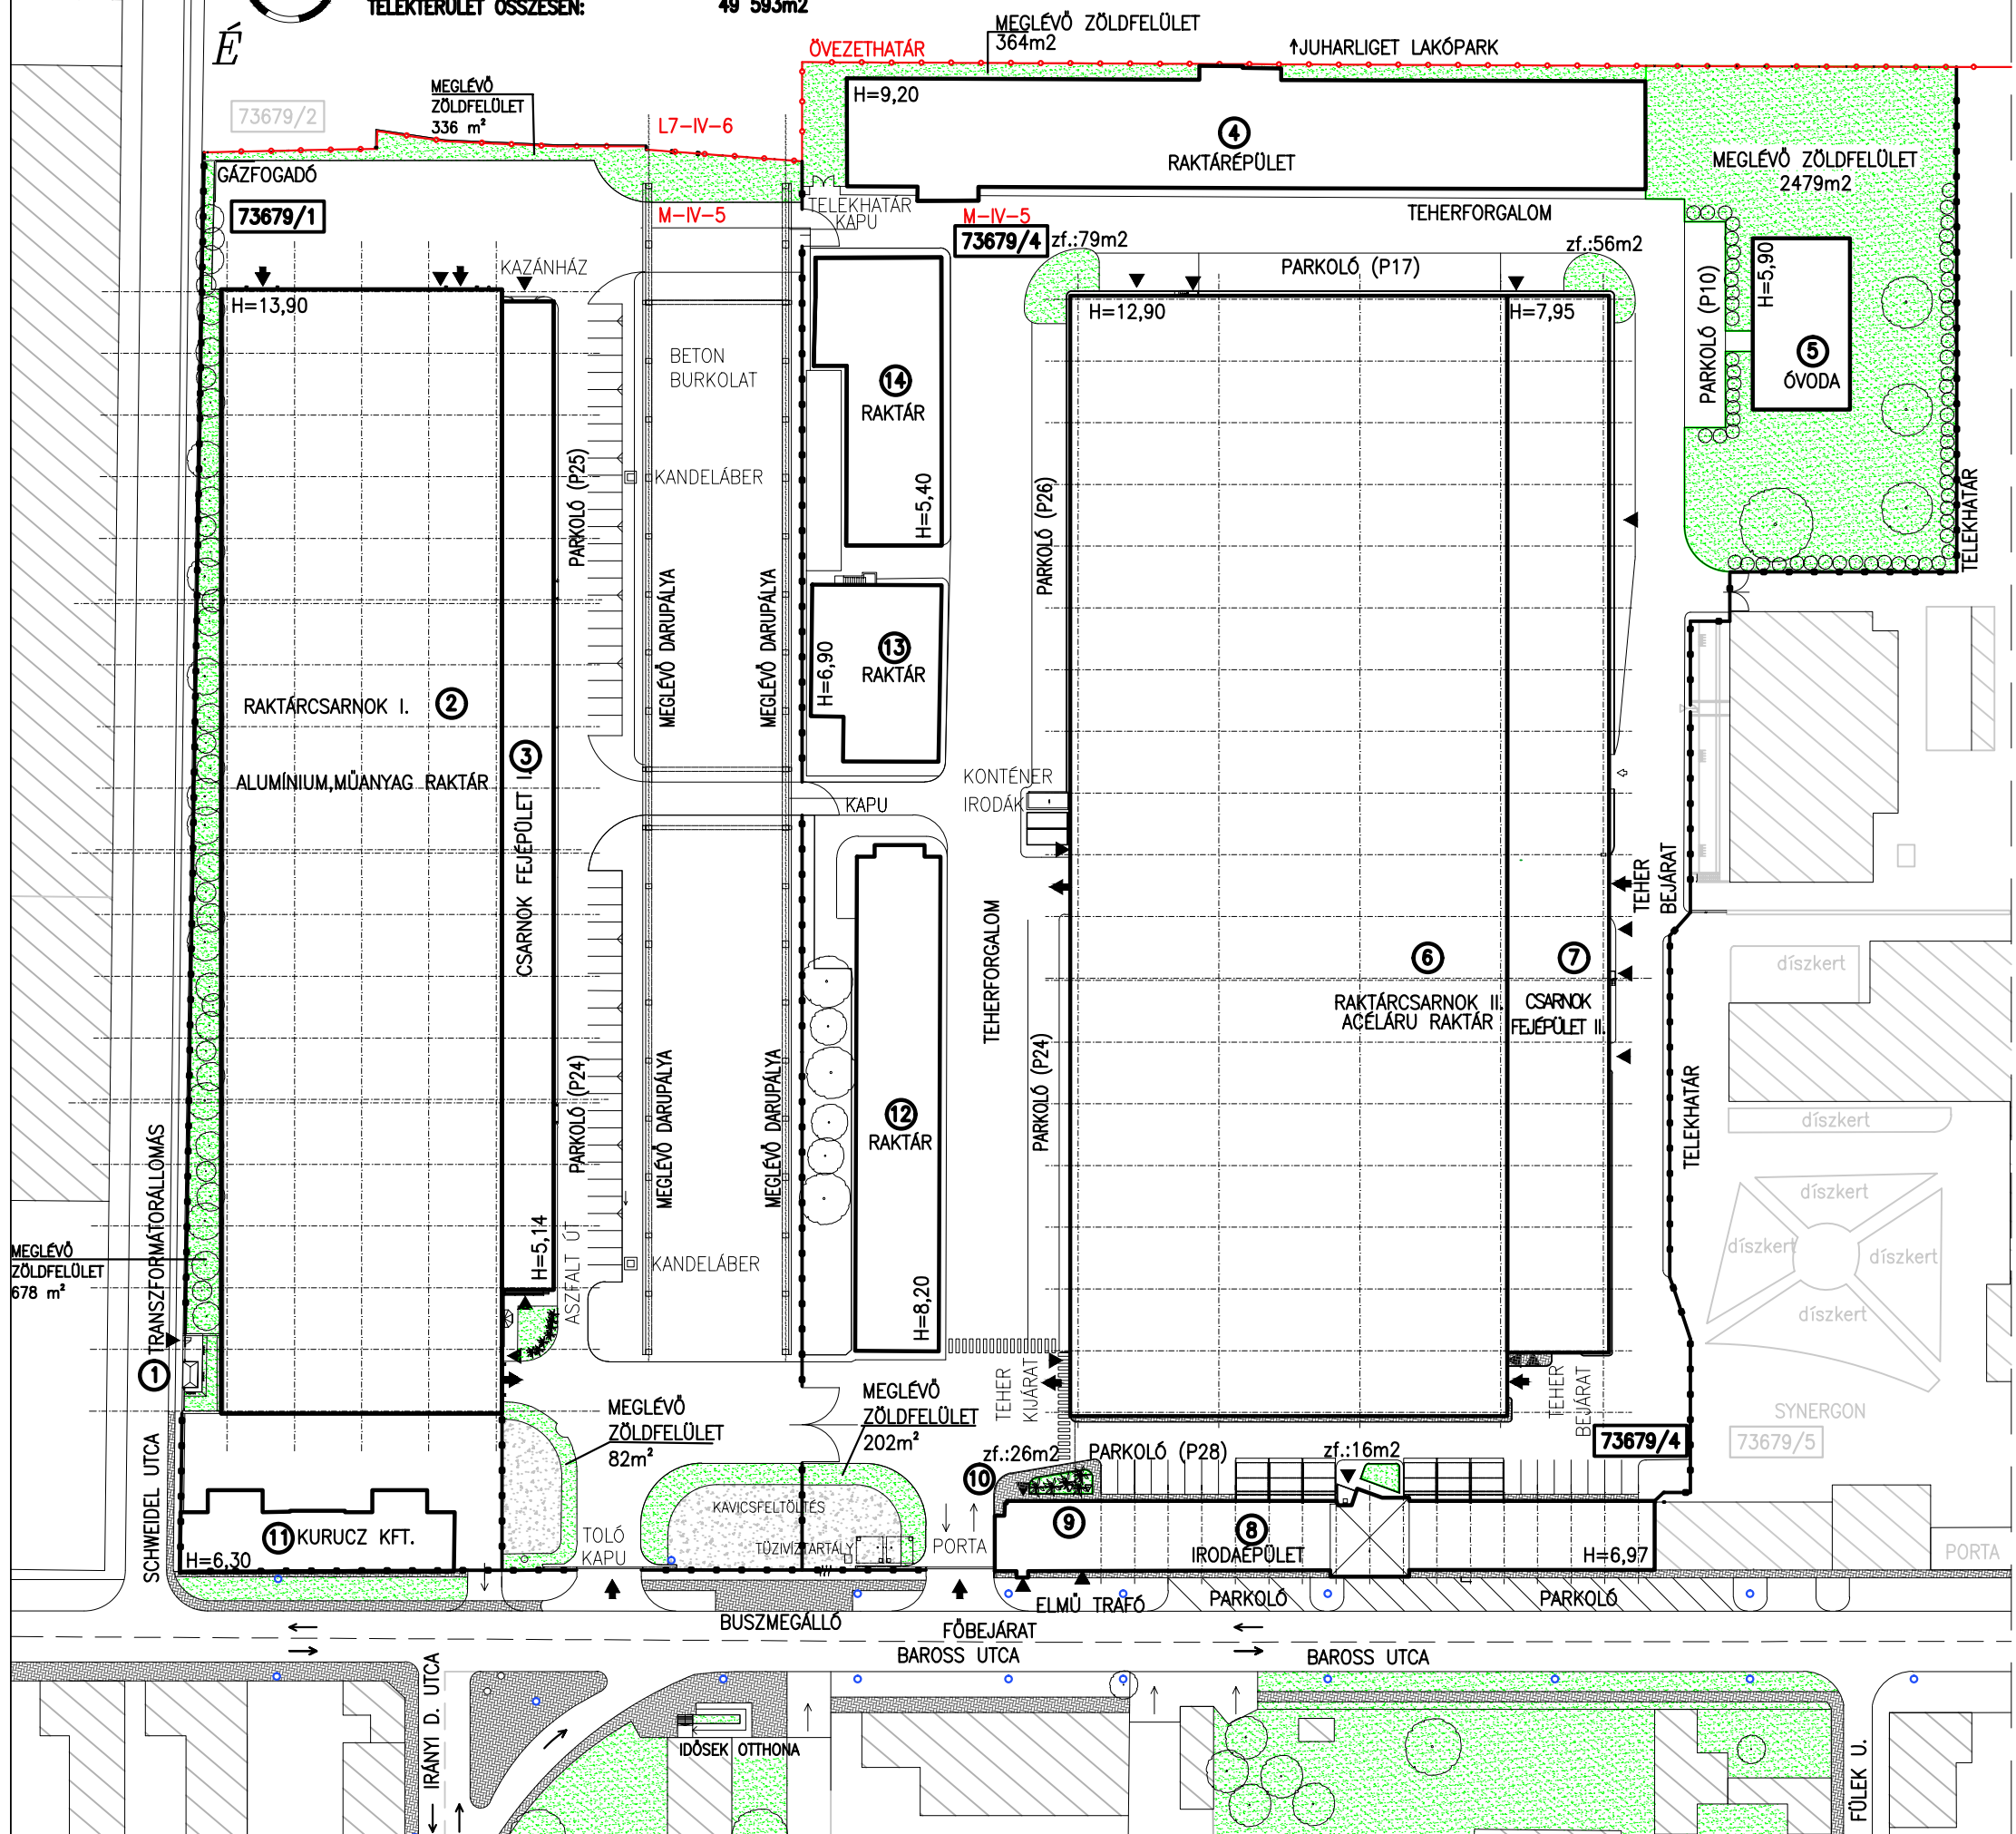 TELEKTERÜLET ÖSSZESEN: 49 593m2
É
MEGLÉVŐ ZÖLDFELÜLET
364m2
ÖVEZETHATÁR
↑JUHARLIGET LAKÓPARK
MEGLÉVŐ
ZÖLDFELÜLET
336 m²
73679/2
L7-IV-6
H=9,20
4
RAKTÁRÉPÜLET
MEGLÉVŐ ZÖLDFELÜLET
2479m2
GÁZFOGADÓ
73679/1
M-IV-5
TELEKHATÁR
KAPU
M-IV-5
73679/4
zf.:79m2
TEHERFORGALOM
zf.:56m2
KAZÁNHÁZ
PARKOLÓ (P17)
PARKOLÓ (P10)
H=5,90
5
ÓVODA
H=13,90
H=12,90
H=7,95
BETON
BURKOLAT
14
RAKTÁR
H=5,40
PARKOLÓ (P25)
KANDELÁBER
PARKOLÓ (P26)
TELEKHATÁR
MEGLÉVŐ DARUPÁLYA
MEGLÉVŐ DARUPÁLYA
H=6,90
13
RAKTÁR
RAKTÁRCSARNOK I.
2
ALUMÍNIUM,MŰANYAG RAKTÁR
3
CSARNOK FEJÉPÜLET I.
KONTÉNER
IRODÁK
KAPU
TEHER
BEJÁRAT
TEHERFORGALOM
6
RAKTÁRCSARNOK II.
ACÉLÁRU RAKTÁR
7
CSARNOK
FEJÉPÜLET II.
díszkert
PARKOLÓ (P24)
MEGLÉVŐ DARUPÁLYA
MEGLÉVŐ DARUPÁLYA
12
RAKTÁR
H=8,20
PARKOLÓ (P24)
TELEKHATÁR
díszkert
díszkert
díszkert
díszkert
díszkert
MEGLÉVŐ
ZÖLDFELÜLET
678 m²
1
TRANSZFORMÁTORÁLLOMÁS
H=5,14
ASZFALT ÚT
KANDELÁBER
TEHER
KIJÁRAT
TEHER
BEJÁRAT
MEGLÉVŐ
ZÖLDFELÜLET
82m²
MEGLÉVŐ
ZÖLDFELÜLET
202m²
SYNERGON
73679/5
73679/4
zf.:26m2
PARKOLÓ (P28)
zf.:16m2
10
SCHWEIDEL UTCA
11
KURUCZ KFT.
H=6,30
KAVICSFELTÖLTÉS
TÜZIVÍZTARTÁLY
TOLÓ
KAPU
PORTA
9
8
IRODAÉPÜLET
H=6,97
PORTA
ELMŰ TRAFÓ
PARKOLÓ
PARKOLÓ
BUSZMEGÁLLÓ
FŐBEJÁRAT
BAROSS UTCA
BAROSS UTCA
IRÁNYI D. UTCA
IDŐSEK OTTHONA
FÜLEK U.